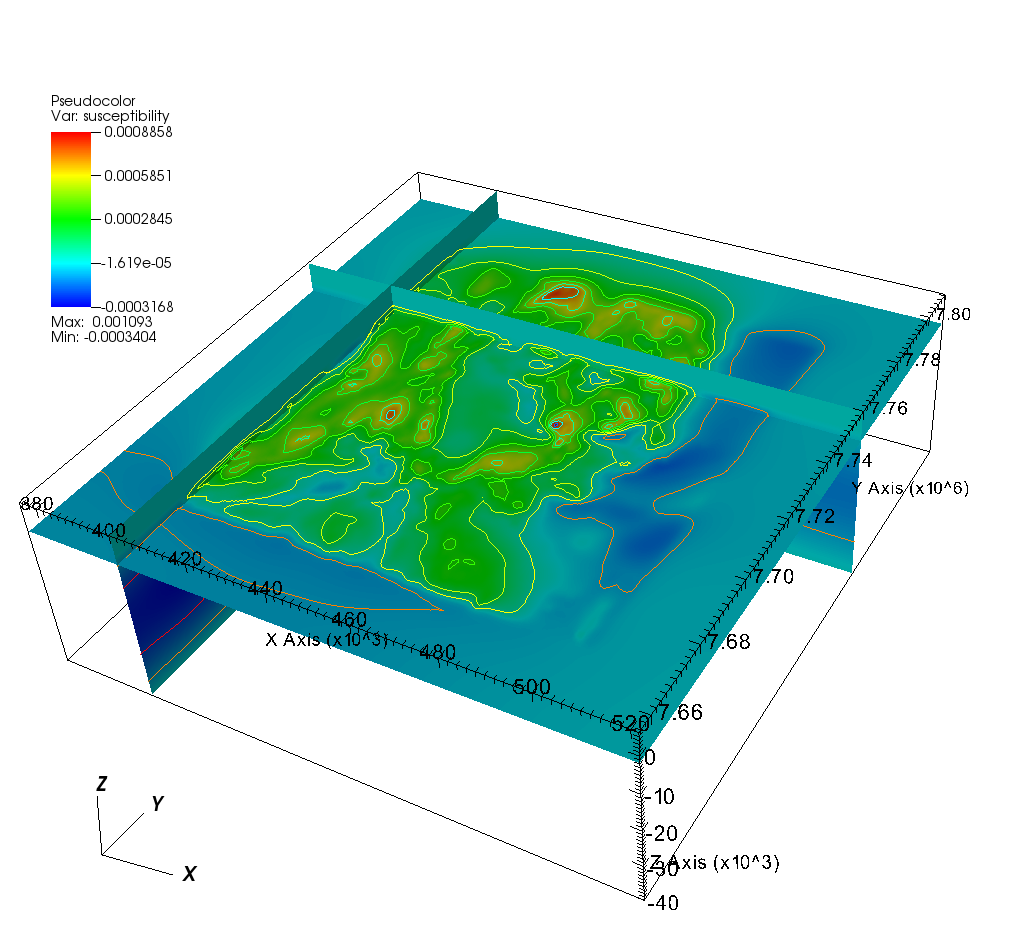 Pseudocolor
Var: susceptibility
0.0008858
0.0005851
0.0002845
-1.619e-05
-0.0003168
Max: 0.001093
Min: -0.0003404
7.80
7.78
7.76
7.74
Y Axis (x10^6)
7.72
7.70
7.68
7.66
380
400
420
440
460
X Axis (x10^3)
480
500
520
0
-10
-20
-30
Z Axis (x10^3)
-40
Z
Y
X